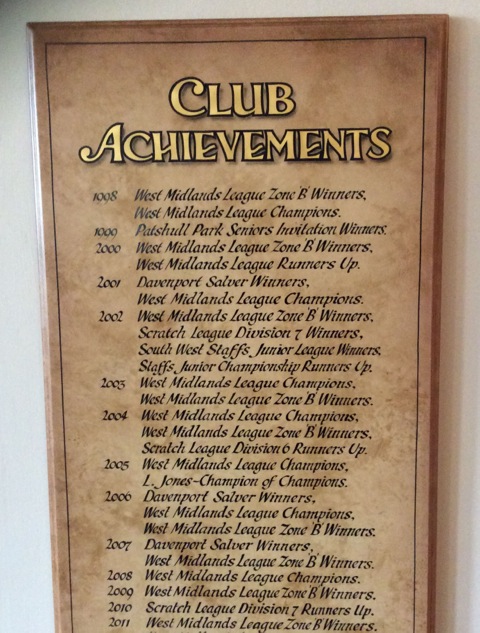 CLUB
ACHIEVEMENTS
1998 West Midlands League Zone 'B' Winners,
West Midlands League Champions.
1999 Patshull Park Seniors Invitation Winners.
2000 West Midlands League Zone 'B' Winners,
West Midlands League Runners Up.
2001 Davenport Salver Winners,
West Midlands League Champions.
2002 West Midlands League Zone 'B' Winners,
Scratch League Division 7 Winners,
South West Staffs Junior League Winners,
Staffs Junior Championship Runners Up.
2003 West Midlands League Champions,
West Midlands League Zone 'B' Winners.
2004 West Midlands League Champions,
West Midlands League Zone 'B' Winners,
Scratch League Division 6 Runners Up.
2005 West Midlands League Champions,
L. Jones-Champion of Champions.
2006 Davenport Salver Winners,
West Midlands League Champions,
West Midlands League Zone 'B' Winners.
2007 Davenport Salver Winners,
West Midlands League Zone 'B' Winners.
2008 West Midlands League Champions.
2009 West Midlands League Zone 'B' Winners.
2010 Scratch League Division 7 Runners Up.
2011 West Midlands League Zone 'B' Winners.